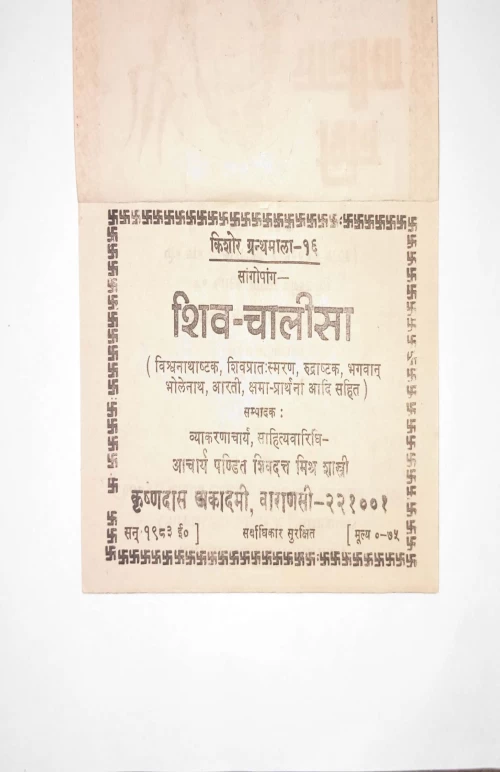 किशोर ग्रन्थमाला-१६
सांगोपांग—
शिव-चालीसा
( विश्वनाथाष्टक, शिवप्रातःस्मरण, रुद्राष्टक, भगवान्
भोलेनाथ, आरती, क्षमा-प्रार्थना आदि सहित )
सम्पादक :
व्याकरणाचार्य, साहित्यवारिधि-
आचार्य पण्डित शिवदत्त मिश्र शास्त्री
कृष्णदास अकादमी, वाराणसी-२२१००१
सन् १९८३ ई० ] सर्वाधिकार सुरक्षित [ मूल्य ०-७५